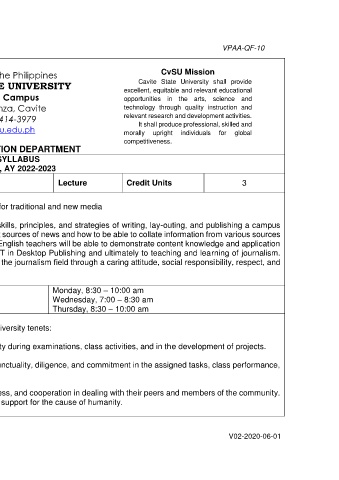 VPAA-QF-10
he Philippines
E UNIVERSITY
Campus
nza, Cavite
414-3979
u.edu.ph
CvSU Mission
Cavite State University shall provide
excellent, equitable and relevant educational
opportunities in the arts, science and
technology through quality instruction and
relevant research and development activities.
It shall produce professional, skilled and
morally upright individuals for global
competitiveness.
TION DEPARTMENT
SYLLABUS
, AY 2022-2023
Lecture Credit Units 3
for traditional and new media
skills, principles, and strategies of writing, lay-outing, and publishing a campus
sources of news and how to be able to collate information from various sources
English teachers will be able to demonstrate content knowledge and application
T in Desktop Publishing and ultimately to teaching and learning of journalism.
the journalism field through a caring attitude, social responsibility, respect, and
Monday, 8:30 – 10:00 am
Wednesday, 7:00 – 8:30 am
Thursday, 8:30 – 10:00 am
iversity tenets:
ty during examinations, class activities, and in the development of projects.
unctuality, diligence, and commitment in the assigned tasks, class performance,
ess, and cooperation in dealing with their peers and members of the community.
support for the cause of humanity.
V02-2020-06-01